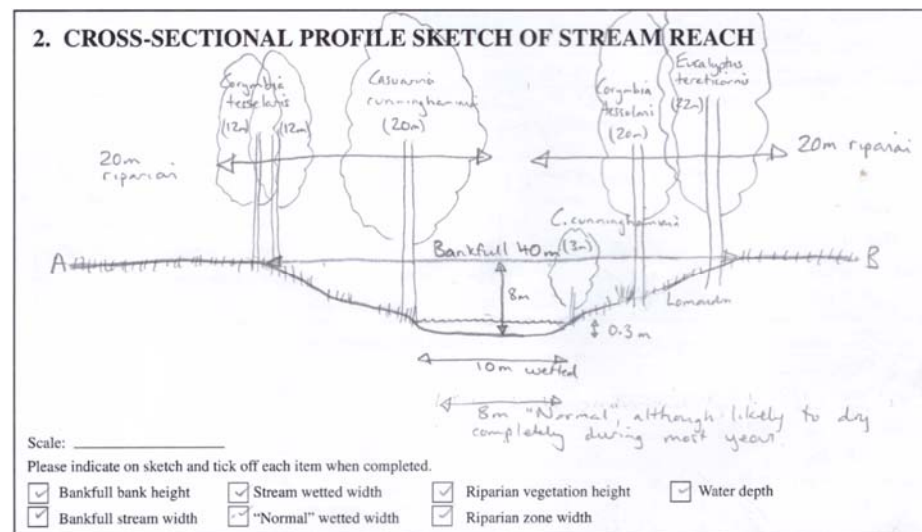 2. CROSS-SECTIONAL PROFILE SKETCH OF STREAM REACH
Corymbia
tesselaris
(12m) (12m)
Casuarina
cunninghamii
(20m)
Corymbia
tesselaris
(20m)
Eucalyptus
tereticornis
(22m)
20m
riparian
20m riparian
C. cunninghamii
(3m)
A
Bankfull 40m
B
8m
Lomandra
0.3 m
10m wetted
8m "Normal", although likely to dry
completely during most years.
Scale:
Please indicate on sketch and tick off each item when completed.
Bankfull bank height Stream wetted width Riparian vegetation height Water depth
Bankfull stream width "Normal" wetted width Riparian zone width